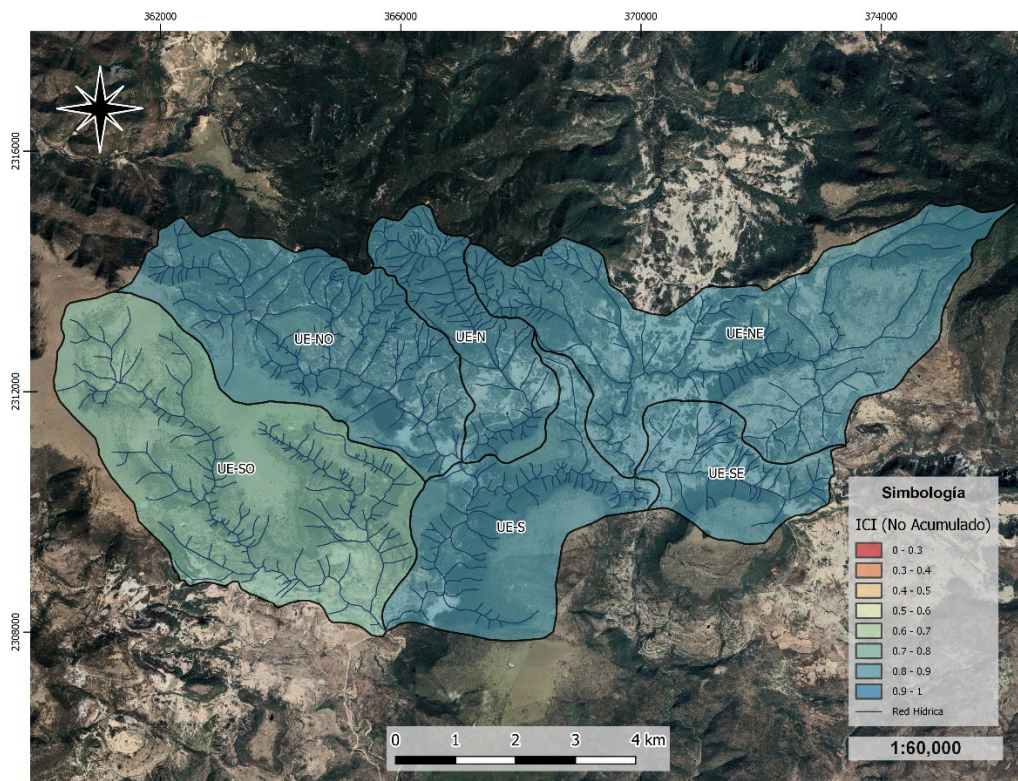 362000
366000
370000
374000
2316000
2312000
2308000
UE-NO
UE-N
UE-NE
UE-SO
UE-S
UE-SE
Simbología
ICI (No Acumulado)
0 - 0.3
0.3 - 0.4
0.4 - 0.5
0.5 - 0.6
0.6 - 0.7
0.7 - 0.8
0.8 - 0.9
0.9 - 1
Red Hídrica
0 1 2 3 4 km
1:60,000